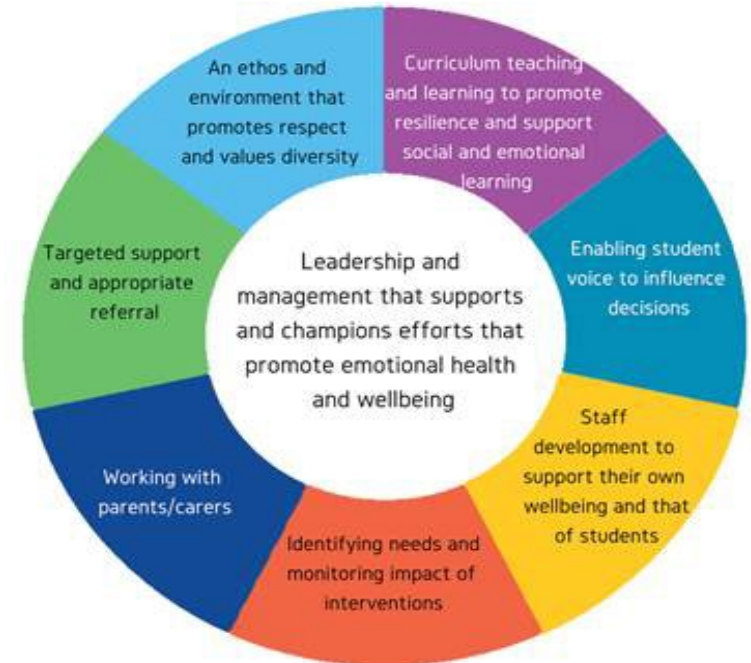 An ethos and
environment that
promotes respect
and values diversity
Curriculum teaching
and learning to promote
resilience and support
social and emotional
learning
Enabling student
voice to influence
decisions
Staff
development to
support their own
wellbeing and that
of students
Identifying needs and
monitoring impact of
interventions
Working with
parents/carers
Targeted support
and appropriate
referral
Leadership and
management that supports
and champions efforts that
promote emotional health
and wellbeing